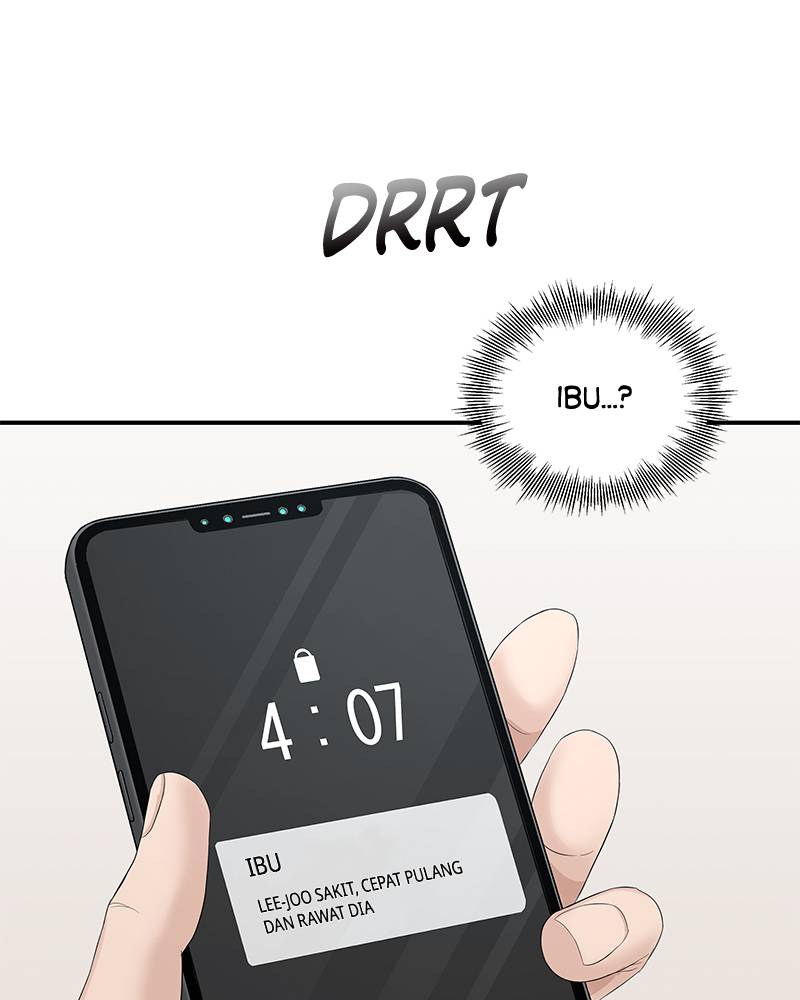 DRRT
IBU...?
4:07
IBU
LEE-JOO SAKIT, CEPAT PULANG
DAN RAWAT DIA